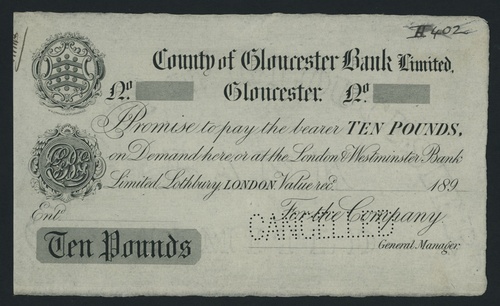 H 402
County of Gloucester Bank Limited,
No. Gloucester. No.
I Promise to pay the bearer TEN POUNDS,
on Demand here, or at the London & Westminster Bank
Limited Lothbury, LONDON. Value recd. 189
Entd. For the Company
CANCELLED
Ten Pounds General Manager.